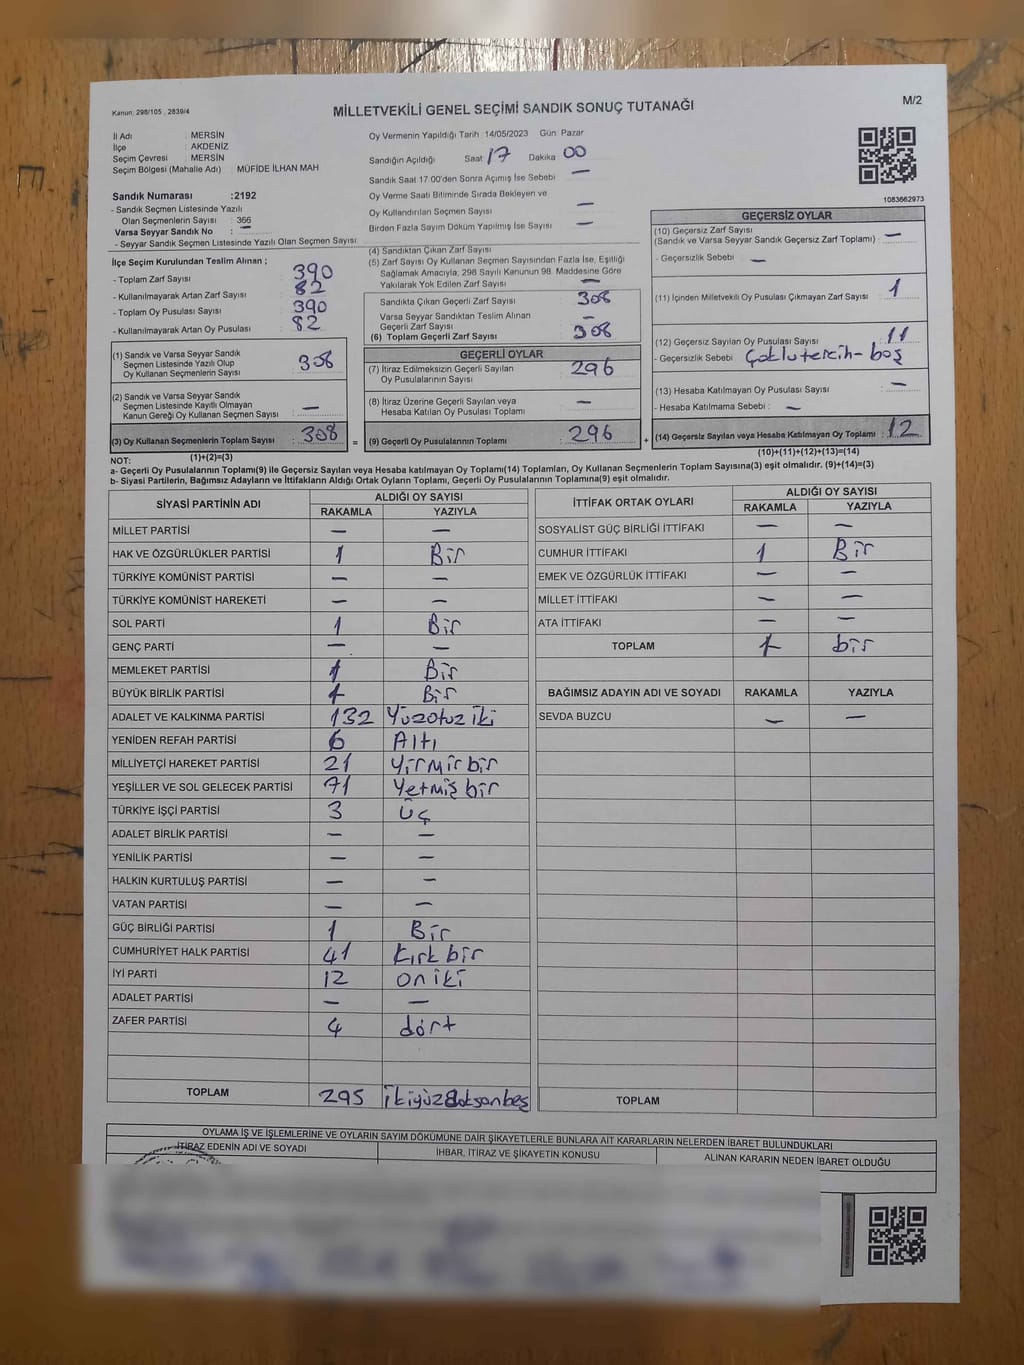 Kanun, 298/105 , 2839/4
MİLLETVEKİLİ GENEL SEÇİMİ SANDIK SONUÇ TUTANAĞI
M/2
İl Adı : MERSİN
İlçe : AKDENİZ
Seçim Çevresi : MERSİN
Seçim Bölgesi (Mahalle Adı) : MÜFİDE İLHAN MAH
Sandık Numarası :2192
- Sandık Seçmen Listesinde Yazılı
Olan Seçmenlerin Sayısı : 366
Varsa Seyyar Sandık No : —
- Seyyar Sandık Seçmen Listesinde Yazılı Olan Seçmen Sayısı:
Oy Vermenin Yapıldığı Tarih 14/05/2023 Gün Pazar
Sandığın Açıldığı Saat 17 Dakika 00
Sandık Saat 17:00'den Sonra Açımış İse Sebebi —
Oy Verme Saati Bitiminde Sırada Bekleyen ve
Oy Kullandırılan Seçmen Sayısı —
Birden Fazla Sayım Döküm Yapılmış İse Sayısı —
1083662973
İlçe Seçim Kurulundan Teslim Alınan ;
- Toplam Zarf Sayısı : 390
- Kullanılmayarak Artan Zarf Sayısı : 82
- Toplam Oy Pusulası Sayısı : 390
- Kullanılmayarak Artan Oy Pusulası : 82
(1) Sandık ve Varsa Seyyar Sandık
Seçmen Listesinde Yazılı Olup
Oy Kullanan Seçmenlerin Sayısı : 308
(2) Sandık ve Varsa Seyyar Sandık
Seçmen Listesinde Kayıtlı Olmayan
Kanun Gereği Oy Kullanan Seçmen Sayısı : —
(3) Oy Kullanan Seçmenlerin Toplam Sayısı : 308
(1)+(2)=(3)
(4) Sandıktan Çıkan Zarf Sayısı
(5) Zarf Sayısı Oy Kullanan Seçmen Sayısından Fazla İse, Eşitliği
Sağlamak Amacıyla, 298 Sayılı Kanunun 98. Maddesine Göre
Yakılarak Yok Edilen Zarf Sayısı —
Sandıkta Çıkan Geçerli Zarf Sayısı 308
Varsa Seyyar Sandıktan Teslim Alınan
Geçerli Zarf Sayısı —
(6) Toplam Geçerli Zarf Sayısı 308
GEÇERLİ OYLAR
(7) İtiraz Edilmeksizin Geçerli Sayılan
Oy Pusulalarının Sayısı : 296
(8) İtiraz Üzerine Geçerli Sayılan veya
Hesaba Katılan Oy Pusulası Toplamı : —
= (9) Geçerli Oy Pusulalarının Toplamı : 296
GEÇERSİZ OYLAR
(10) Geçersiz Zarf Sayısı
(Sandık ve Varsa Seyyar Sandık Geçersiz Zarf Toplamı) : —
- Geçersizlik Sebebi : —
(11) İçinden Milletvekili Oy Pusulası Çıkmayan Zarf Sayısı : 1
(12) Geçersiz Sayılan Oy Pusulası Sayısı : 11
- Geçersizlik Sebebi : Çoklu tercih - boş
(13) Hesaba Katılmayan Oy Pusulası Sayısı : —
- Hesaba Katılmama Sebebi : —
+ (14) Geçersiz Sayılan veya Hesaba Katılmayan Oy Toplamı : 12
(10)+(11)+(12)+(13)=(14)
NOT:
a- Geçerli Oy Pusulalarının Toplamı(9) ile Geçersiz Sayılan veya Hesaba katılmayan Oy Toplamı(14) Toplamları, Oy Kullanan Seçmenlerin Toplam Sayısına(3) eşit olmalıdır. (9)+(14)=(3)
b- Siyasi Partilerin, Bağımsız Adayların ve İttifakların Aldığı Ortak Oyların Toplamı, Geçerli Oy Pusulalarının Toplamına(9) eşit olmalıdır.
SİYASİ PARTİNİN ADI ALDIĞI OY SAYISI
RAKAMLA YAZIYLA
MİLLET PARTİSİ — —
HAK VE ÖZGÜRLÜKLER PARTİSİ 1 Bir
TÜRKİYE KOMÜNİST PARTİSİ — —
TÜRKİYE KOMÜNİST HAREKETİ — —
SOL PARTİ 1 Bir
GENÇ PARTİ — —
MEMLEKET PARTİSİ 1 Bir
BÜYÜK BİRLİK PARTİSİ 1 Bir
ADALET VE KALKINMA PARTİSİ 132 Yüzotuz iki
YENİDEN REFAH PARTİSİ 6 Altı
MİLLİYETÇİ HAREKET PARTİSİ 21 Yirmi bir
YEŞİLLER VE SOL GELECEK PARTİSİ 71 Yetmiş bir
TÜRKİYE İŞÇİ PARTİSİ 3 Üç
ADALET BİRLİK PARTİSİ — —
YENİLİK PARTİSİ — —
HALKIN KURTULUŞ PARTİSİ — —
VATAN PARTİSİ — —
GÜÇ BİRLİĞİ PARTİSİ 1 Bir
CUMHURİYET HALK PARTİSİ 41 Kırk bir
İYİ PARTİ 12 on iki
ADALET PARTİSİ — —
ZAFER PARTİSİ 4 dört
TOPLAM 295 ikiyüzdoksanbeş
İTTİFAK ORTAK OYLARI ALDIĞI OY SAYISI
RAKAMLA YAZIYLA
SOSYALİST GÜÇ BİRLİĞİ İTTİFAKI — —
CUMHUR İTTİFAKI 1 Bir
EMEK VE ÖZGÜRLÜK İTTİFAKI — —
MİLLET İTTİFAKI — —
ATA İTTİFAKI — —
TOPLAM 1 bir
BAĞIMSIZ ADAYIN ADI VE SOYADI RAKAMLA YAZIYLA
SEVDA BUZCU — —
TOPLAM
OYLAMA İŞ VE İŞLEMLERİNE VE OYLARIN SAYIM DÖKÜMÜNE DAİR ŞİKAYETLERLE BUNLARA AİT KARARLARIN NELERDEN İBARET BULUNDUKLARI
İTİRAZ EDENİN ADI VE SOYADI İHBAR, İTİRAZ VE ŞİKAYETİN KONUSU ALINAN KARARIN NEDEN İBARET OLDUĞU